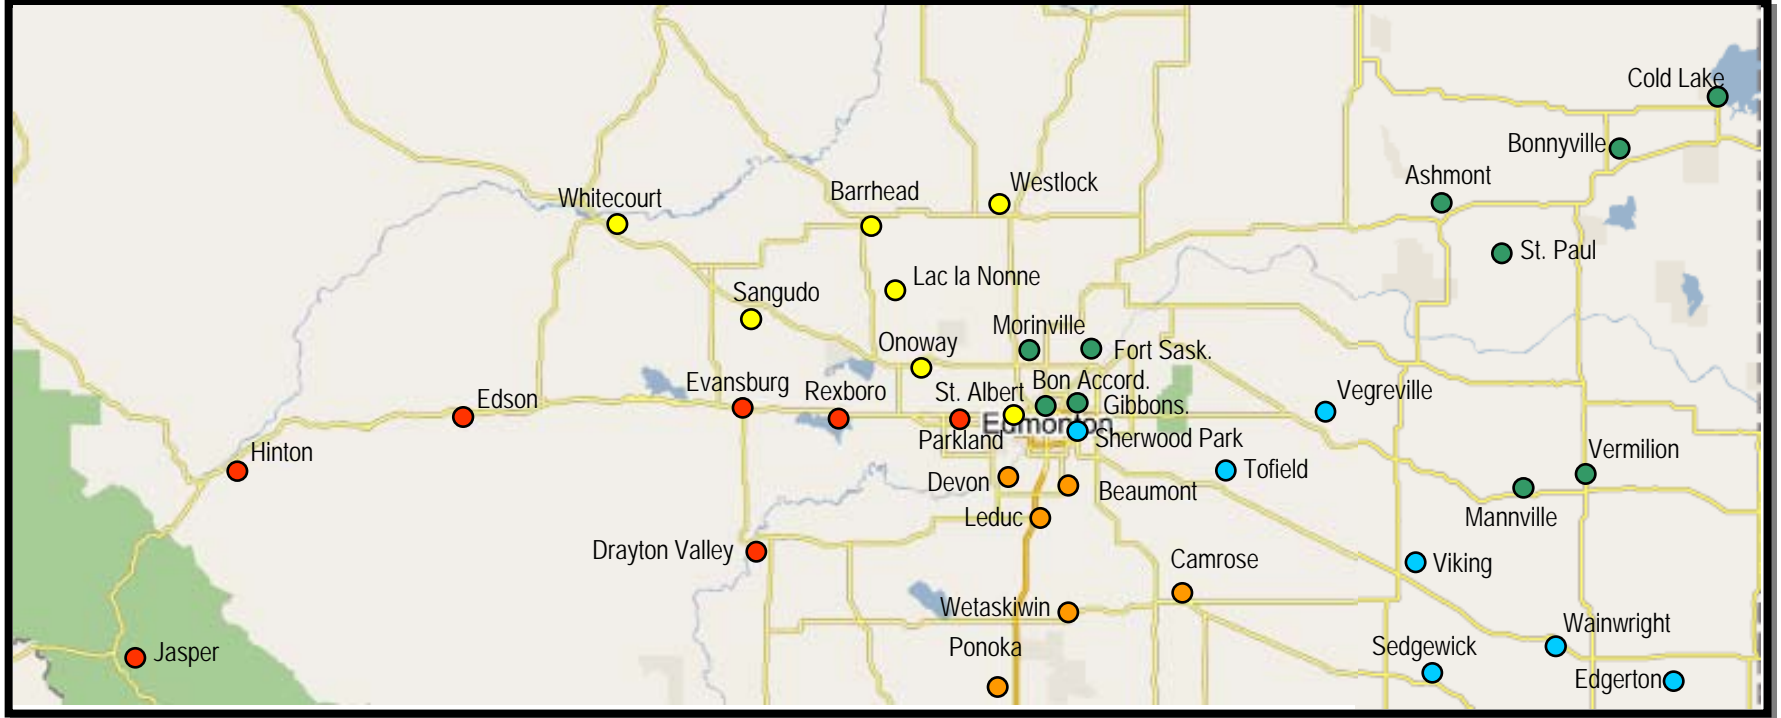 Cold Lake
Bonnyville
Ashmont
Westlock
Barrhead
Whitecourt
St. Paul
Lac la Nonne
Sangudo
Morinville
Onoway
Fort Sask.
Evansburg
Rexboro
St. Albert
Bon Accord.
Vegreville
Edson
Gibbons.
Edmonton
Parkland
Sherwood Park
Hinton
Vermilion
Tofield
Devon
Beaumont
Leduc
Mannville
Drayton Valley
Camrose
Viking
Wetaskiwin
Wainwright
Ponoka
Sedgewick
Jasper
Edgerton